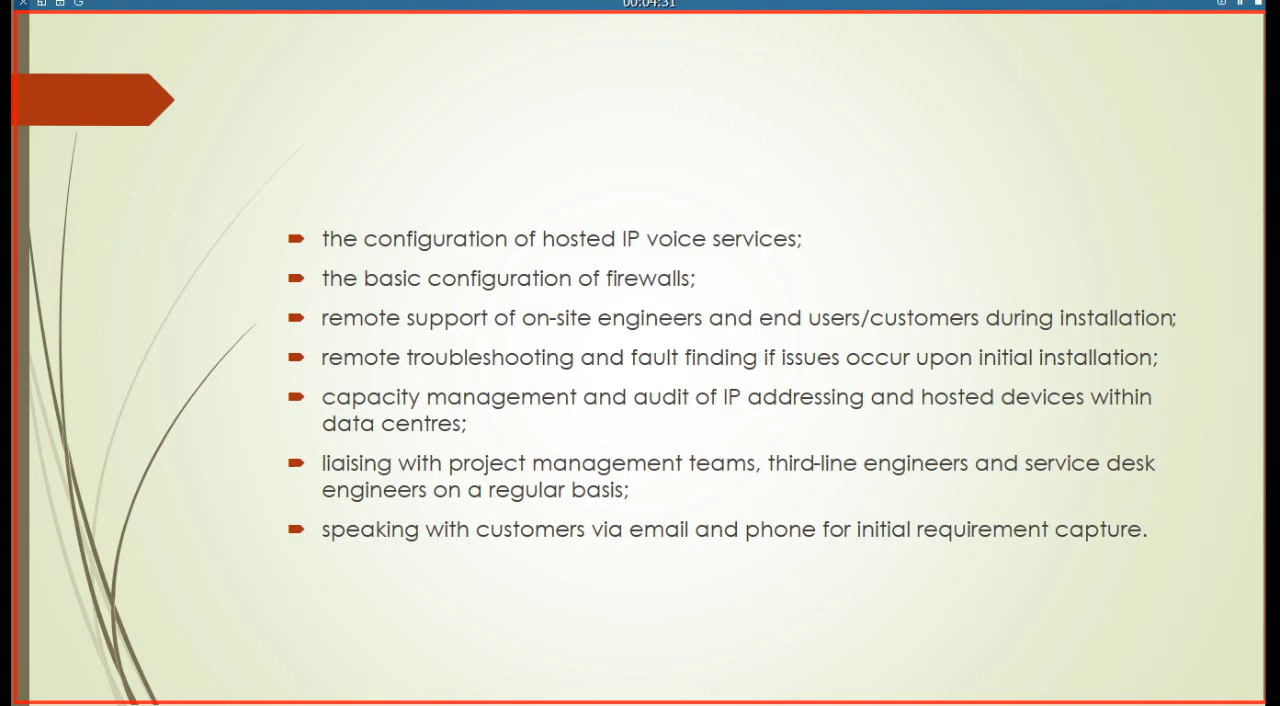 00:04:31
the configuration of hosted IP voice services;
the basic configuration of firewalls;
remote support of on-site engineers and end users/customers during installation;
remote troubleshooting and fault finding if issues occur upon initial installation;
capacity management and audit of IP addressing and hosted devices within
data centres;
liaising with project management teams, third-line engineers and service desk
engineers on a regular basis;
speaking with customers via email and phone for initial requirement capture.